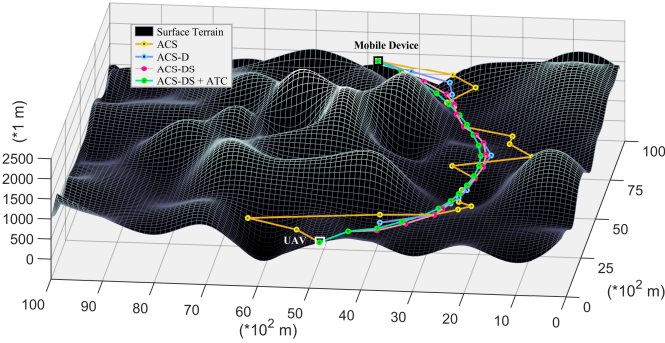 Surface Terrain
ACS
ACS-D
ACS-DS
ACS-DS + ATC
Mobile Device
UAV
(*1 m)
2500
2000
1500
1000
500
0
100
90
80
70
60
50
40
30
20
10
0
(*10² m)
0
25
50
75
100
(*10² m)